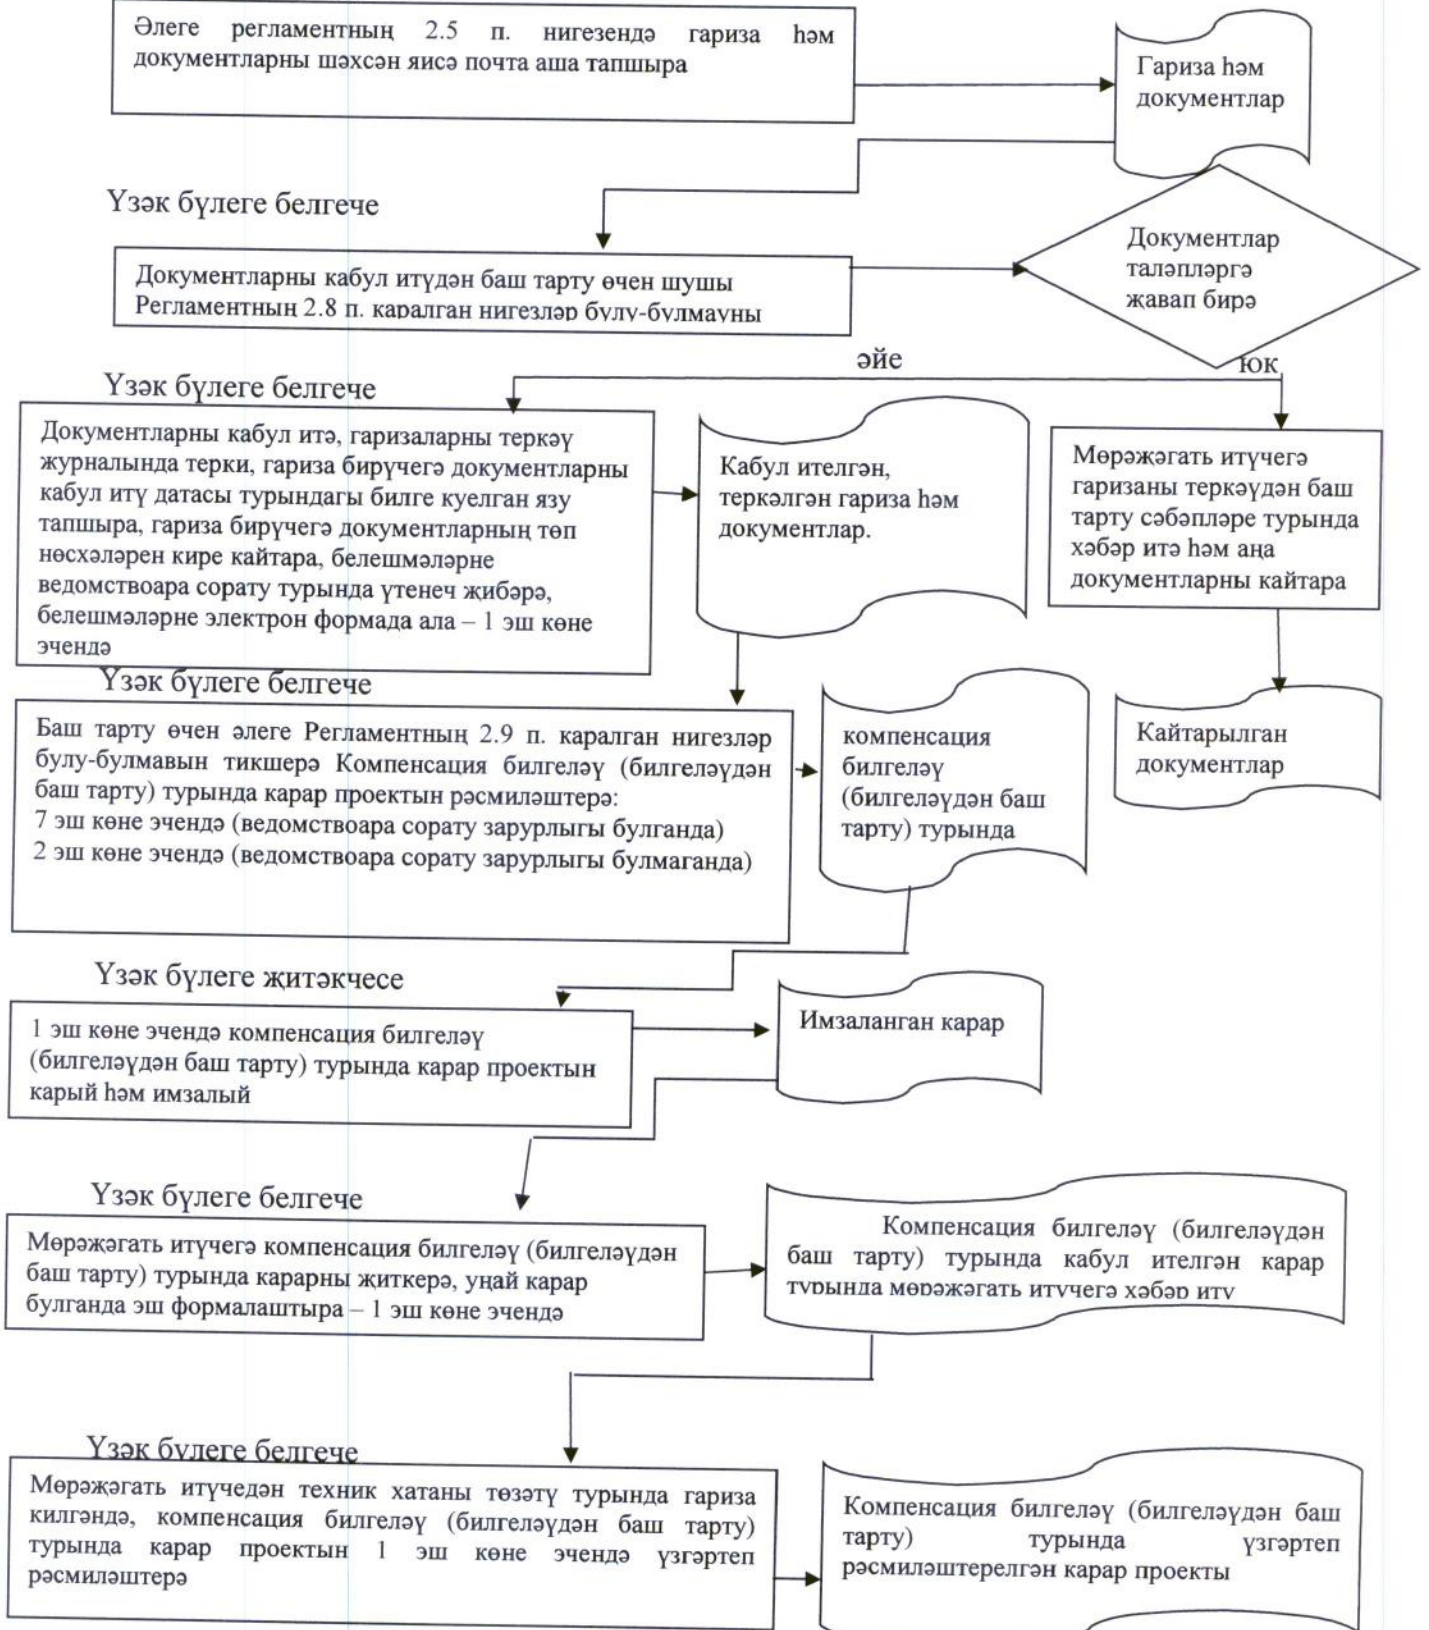 Әлеге регламентның 2.5 п. нигезендә гариза һәм
документларны шәхсән яисә почта аша тапшыра
Гариза һәм
документлар
Үзәк бүлеге белгече
Документларны кабул итүдән баш тарту өчен шушы
Регламентның 2.8 п. каралган нигезләр булу-булмауны
Документлар
таләпләргә
җавап бирә
әйе
юк
Үзәк бүлеге белгече
Документларны кабул итә, гаризаларны теркәү
журналында терки, гариза бирүчегә документларны
кабул итү датасы турындагы билге куелган язу
тапшыра, гариза бирүчегә документларның төп
нөсхәләрен кире кайтара, белешмәләрне
ведомствоара сорату турында үтенеч җибәрә,
белешмәләрне электрон формада ала – 1 эш көне
эчендә
Кабул ителгән,
теркәлгән гариза һәм
документлар.
Мөрәҗәгать итүчегә
гаризаны теркәүдән баш
тарту сәбәпләре турында
хәбәр итә һәм аңа
документларны кайтара
Үзәк бүлеге белгече
Баш тарту өчен әлеге Регламентның 2.9 п. каралган нигезләр
булу-булмавын тикшерә Компенсация билгеләү (билгеләүдән
баш тарту) турында карар проектын рәсмиләштерә:
7 эш көне эчендә (ведомствоара сорату зарурлыгы булганда)
2 эш көне эчендә (ведомствоара сорату зарурлыгы булмаганда)
компенсация
билгеләү
(билгеләүдән баш
тарту) турында
Кайтарылган
документлар
Үзәк бүлеге җитәкчесе
1 эш көне эчендә компенсация билгеләү
(билгеләүдән баш тарту) турында карар проектын
карый һәм имзалый
Имзаланган карар
Үзәк бүлеге белгече
Мөрәҗәгать итүчегә компенсация билгеләү (билгеләүдән
баш тарту) турында карарны җиткерә, уңай карар
булганда эш формалаштыра – 1 эш көне эчендә
Компенсация билгеләү (билгеләүдән
баш тарту) турында кабул ителгән карар
турында мөрәҗәгать итүчегә хәбәр итү
Үзәк бүлеге белгече
Мөрәҗәгать итүчедән техник хатаны төзәтү турында гариза
килгәндә, компенсация билгеләү (билгеләүдән баш тарту)
турында карар проектын 1 эш көне эчендә үзгәртеп
рәсмиләштерә
Компенсация билгеләү (билгеләүдән баш
тарту) турында үзгәртеп
рәсмиләштерелгән карар проекты